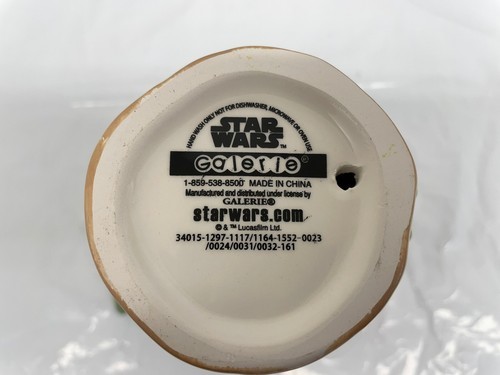 HAND WASH ONLY NOT FOR DISHWASHER, MICROWAVE OR OVEN USE
STAR
WARS™
Galerie®
1-859-538-8500 MADE IN CHINA
Manufactured and distributed under license by
GALERIE®
starwars.com
© & ™ Lucasfilm Ltd.
34015-1297-1117/1164-1552-0023
/0024/0031/0032-161